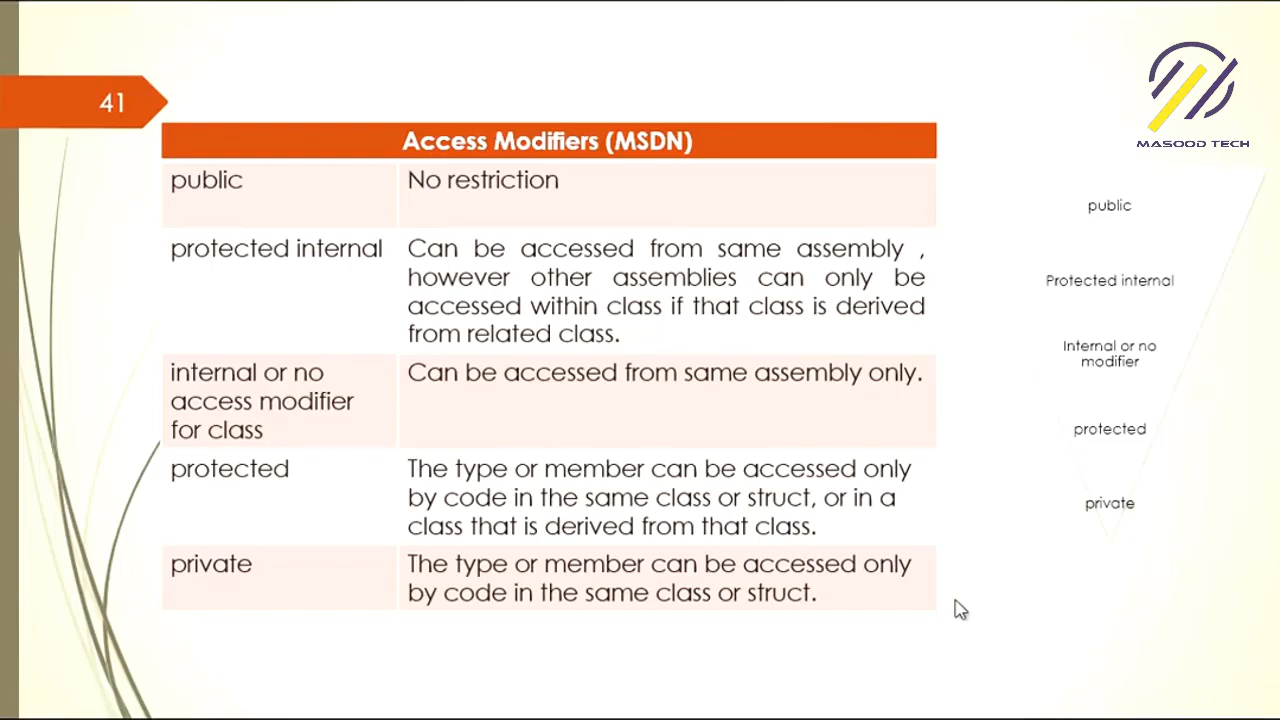 41
MASOOD TECH
Access Modifiers (MSDN)
public
No restriction
protected internal
Can be accessed from same assembly ,
however other assemblies can only be
accessed within class if that class is derived
from related class.
internal or no
access modifier
for class
Can be accessed from same assembly only.
protected
The type or member can be accessed only
by code in the same class or struct, or in a
class that is derived from that class.
private
The type or member can be accessed only
by code in the same class or struct.
public
Protected internal
Internal or no
modifier
protected
private